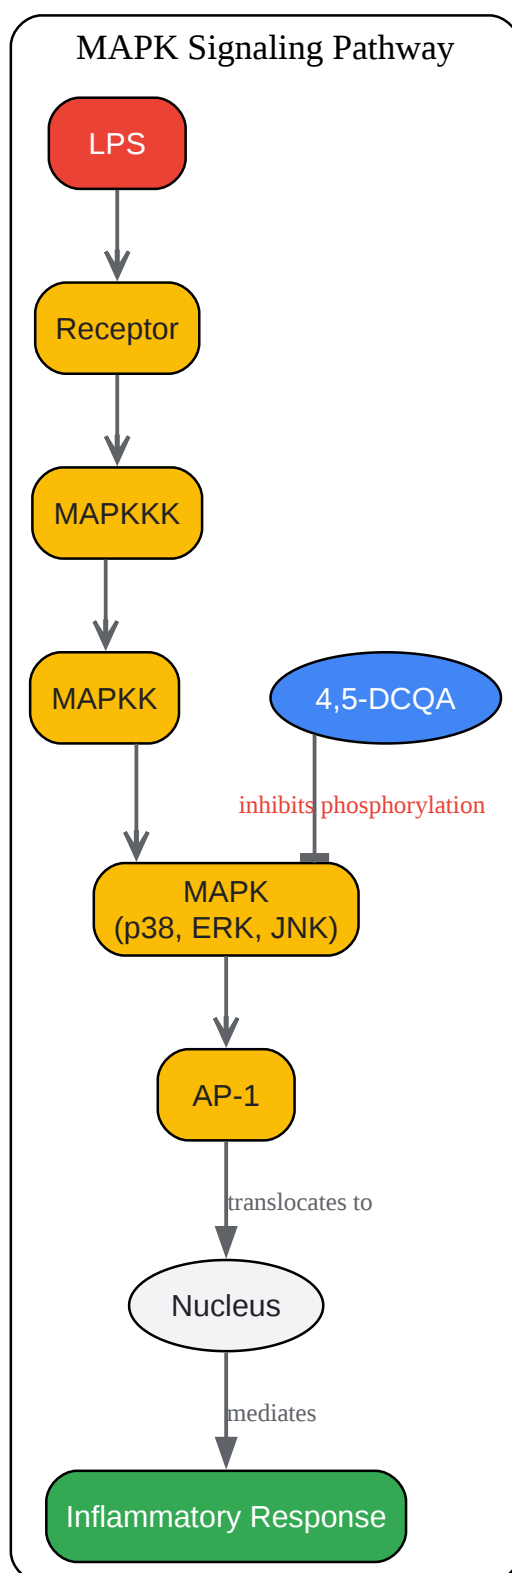 MAPK Signaling Pathway
LPS
Receptor
MAPKKK
MAPKK
4,5-DCQA
inhibits phosphorylation
MAPK
(p38, ERK, JNK)
AP-1
translocates to
Nucleus
mediates
Inflammatory Response